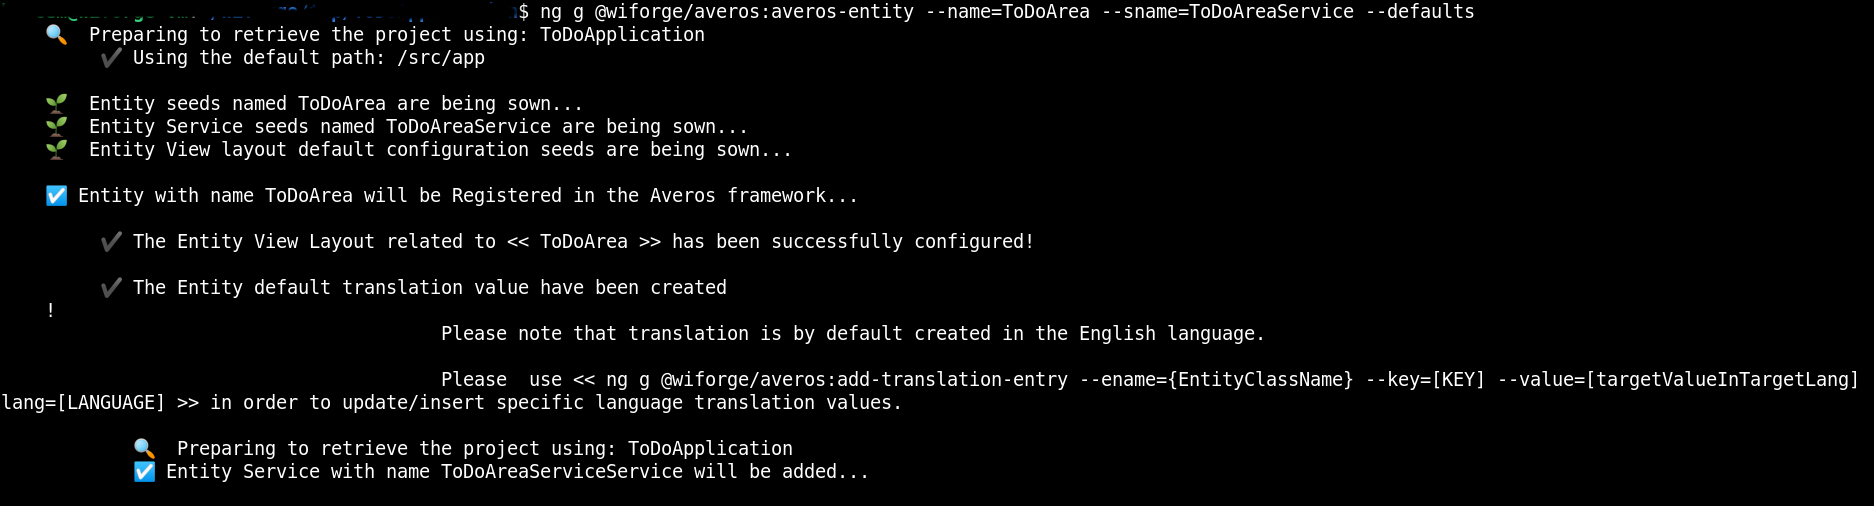 $ ng g @wiforge/averos:averos-entity --name=ToDoArea --sname=ToDoAreaService --defaults
🔍 Preparing to retrieve the project using: ToDoApplication
✔ Using the default path: /src/app
🌱 Entity seeds named ToDoArea are being sown...
🌱 Entity Service seeds named ToDoAreaService are being sown...
🌱 Entity View layout default configuration seeds are being sown...
☑ Entity with name ToDoArea will be Registered in the Averos framework...
✔ The Entity View Layout related to << ToDoArea >> has been successfully configured!
✔ The Entity default translation value have been created
!
Please note that translation is by default created in the English language.
Please  use << ng g @wiforge/averos:add-translation-entry --ename={EntityClassName} --key=[KEY] --value=[targetValueInTargetLang]
lang=[LANGUAGE] >> in order to update/insert specific language translation values.
🔍 Preparing to retrieve the project using: ToDoApplication
☑ Entity Service with name ToDoAreaServiceService will be added...